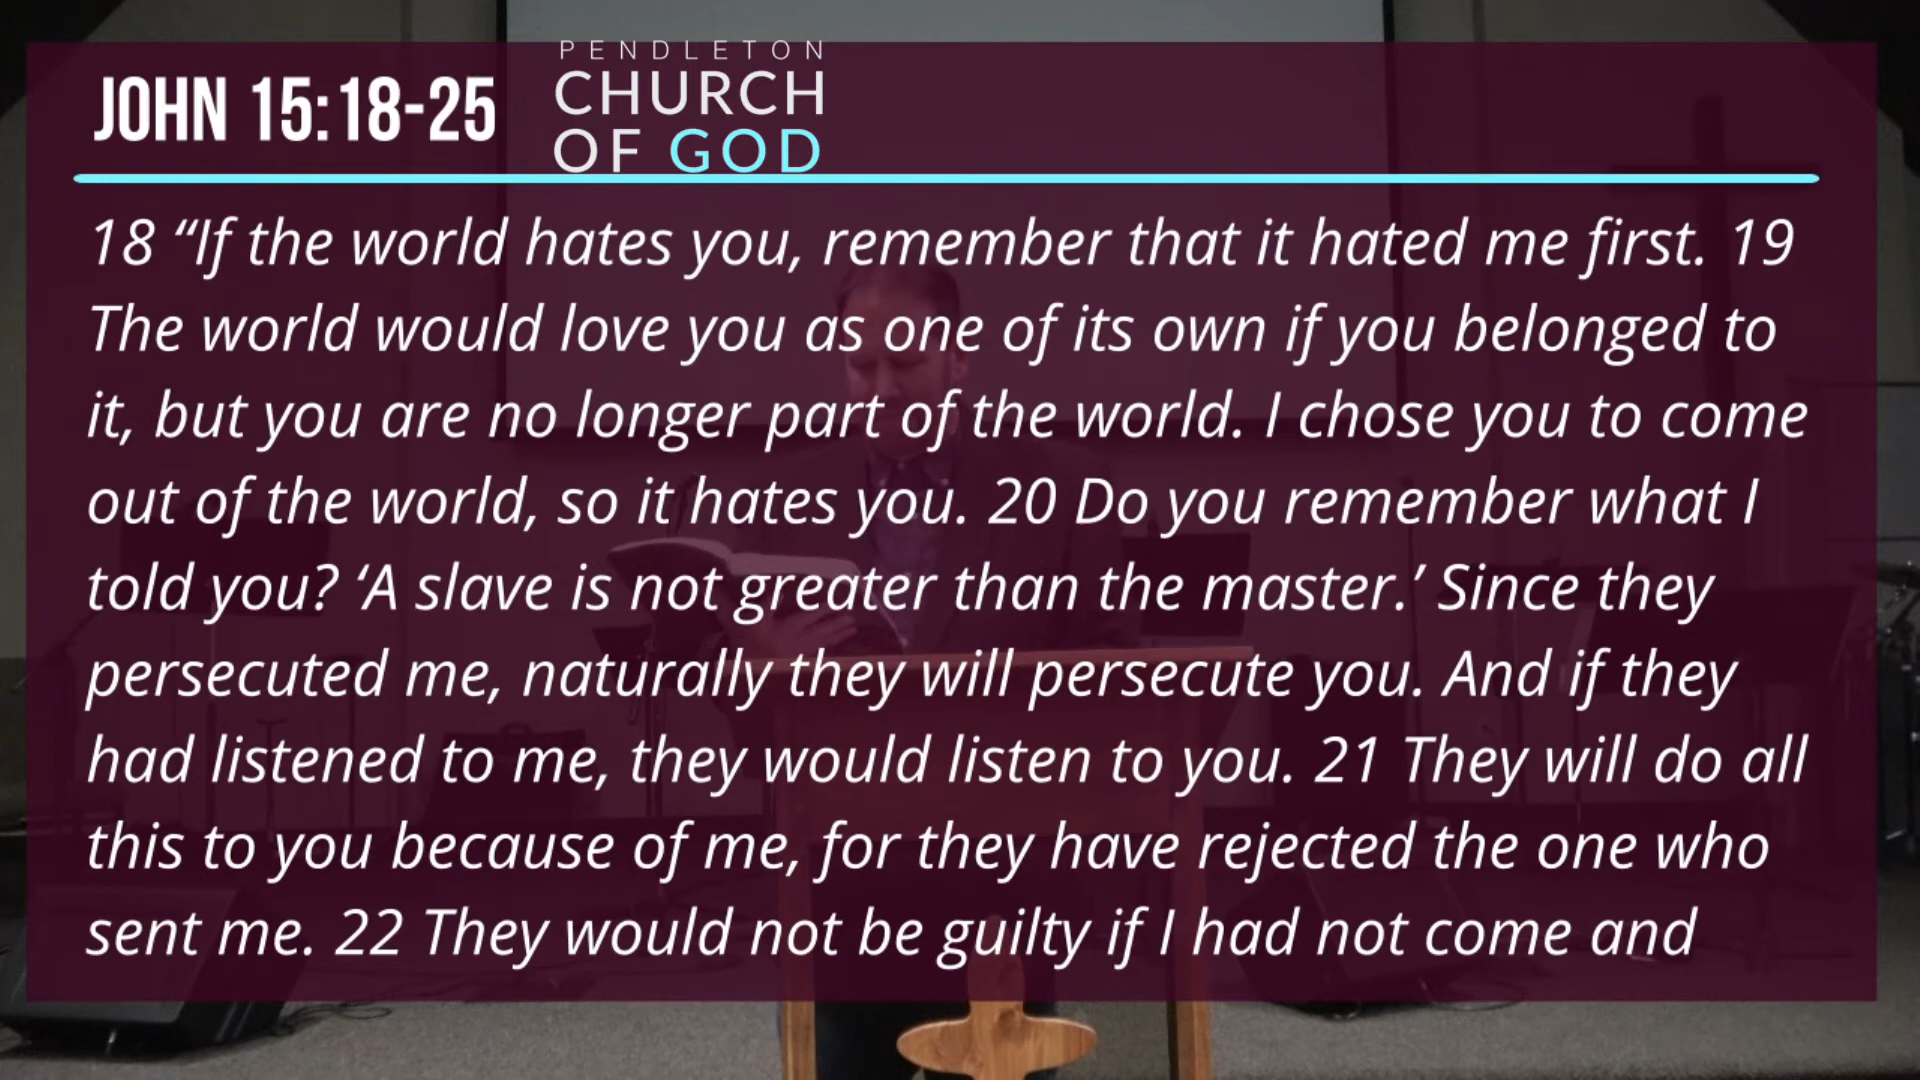 JOHN 15:18-25
PENDLETON
CHURCH
OF GOD
18 “If the world hates you, remember that it hated me first. 19
The world would love you as one of its own if you belonged to
it, but you are no longer part of the world. I chose you to come
out of the world, so it hates you. 20 Do you remember what I
told you? ‘A slave is not greater than the master.’ Since they
persecuted me, naturally they will persecute you. And if they
had listened to me, they would listen to you. 21 They will do all
this to you because of me, for they have rejected the one who
sent me. 22 They would not be guilty if I had not come and